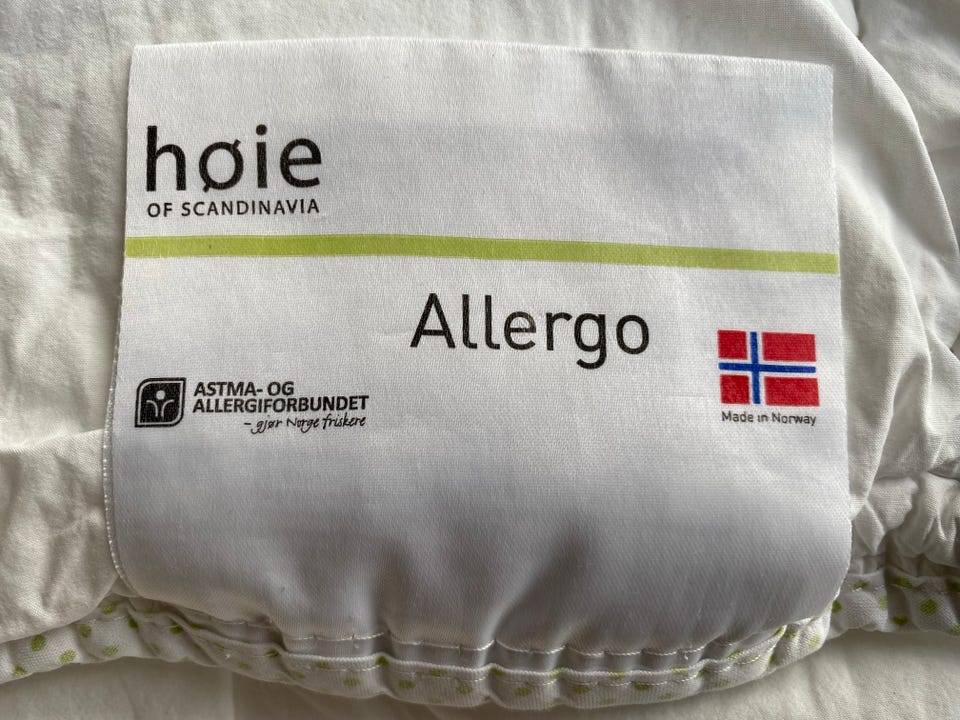 høie
OF SCANDINAVIA
Allergo
ASTMA- OG
ALLERGIFORBUNDET
– gjør Norge friskere
Made in Norway